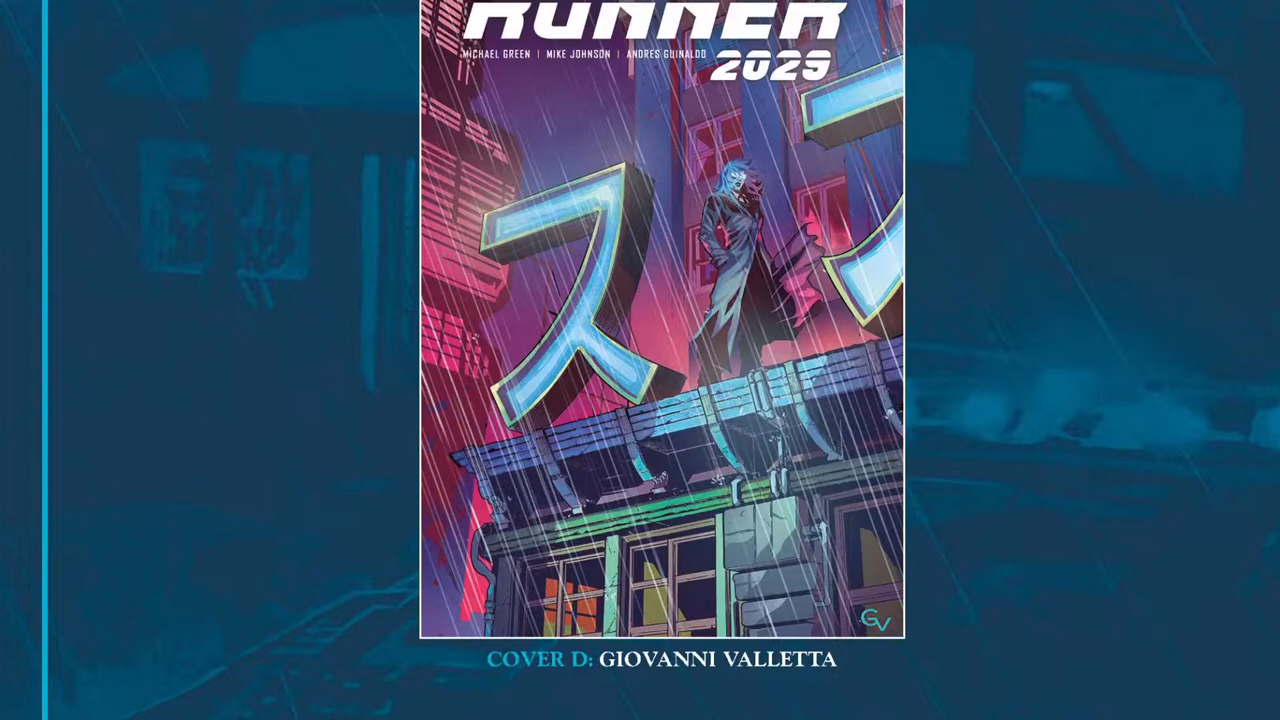 RUNNER
MICHAEL GREEN | MIKE JOHNSON | ANDRES GUINALDO
2029
ス
GV
COVER D: GIOVANNI VALLETTA